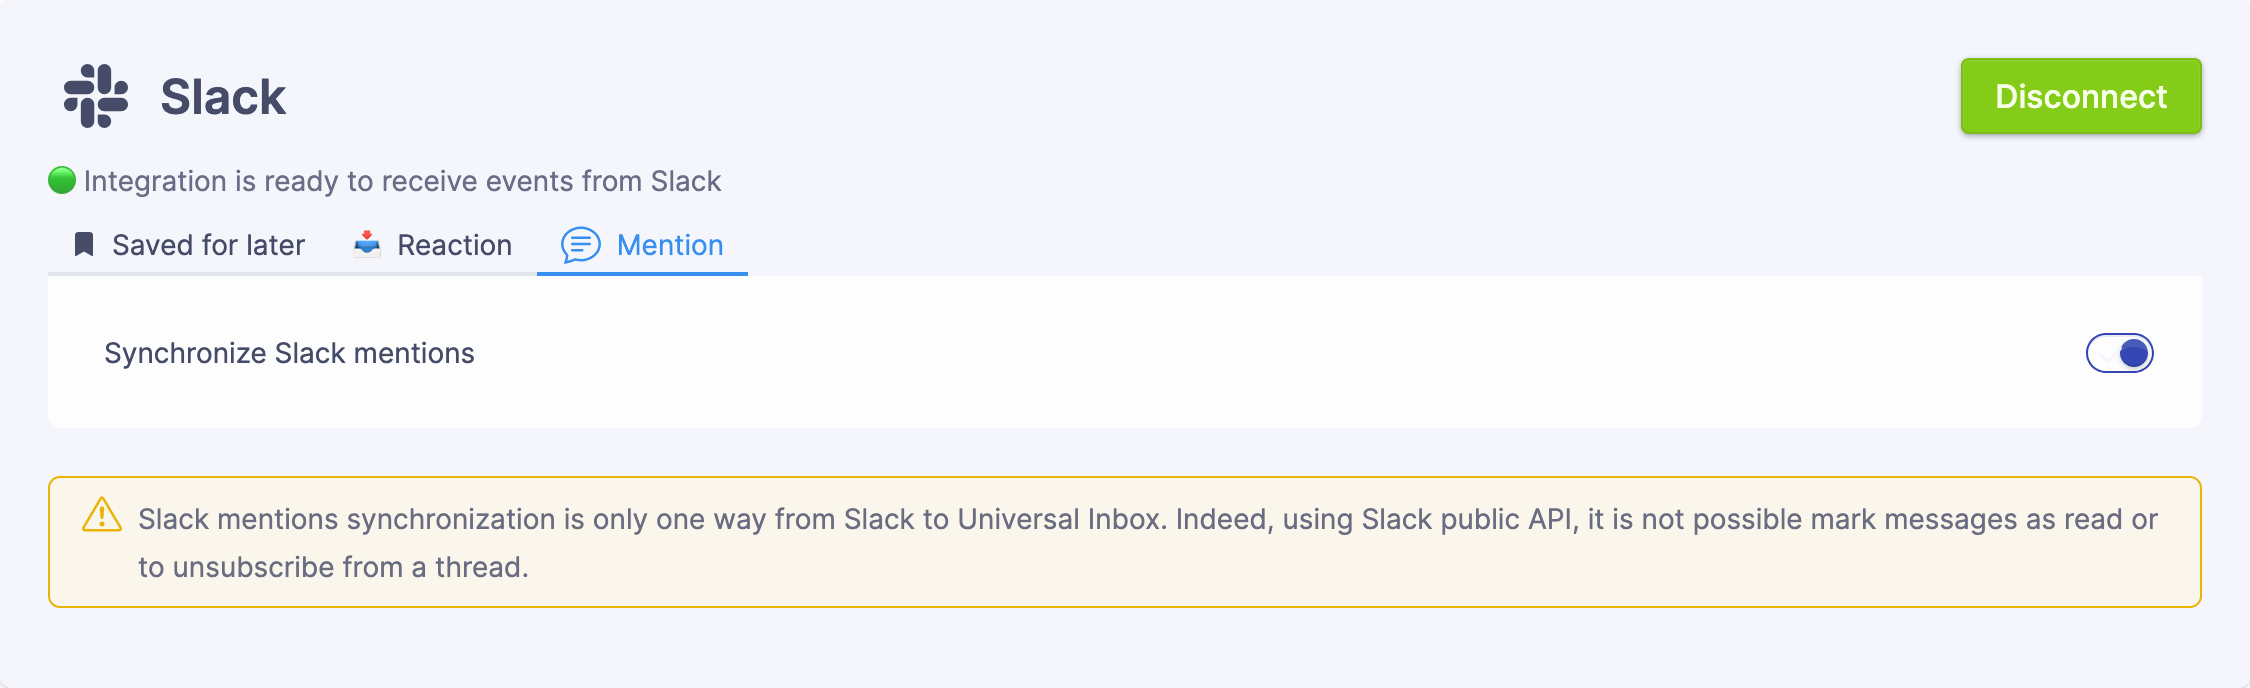 Slack
Disconnect
Integration is ready to receive events from Slack
Saved for later
Reaction
Mention
Synchronize Slack mentions
Slack mentions synchronization is only one way from Slack to Universal Inbox. Indeed, using Slack public API, it is not possible mark messages as read or
to unsubscribe from a thread.